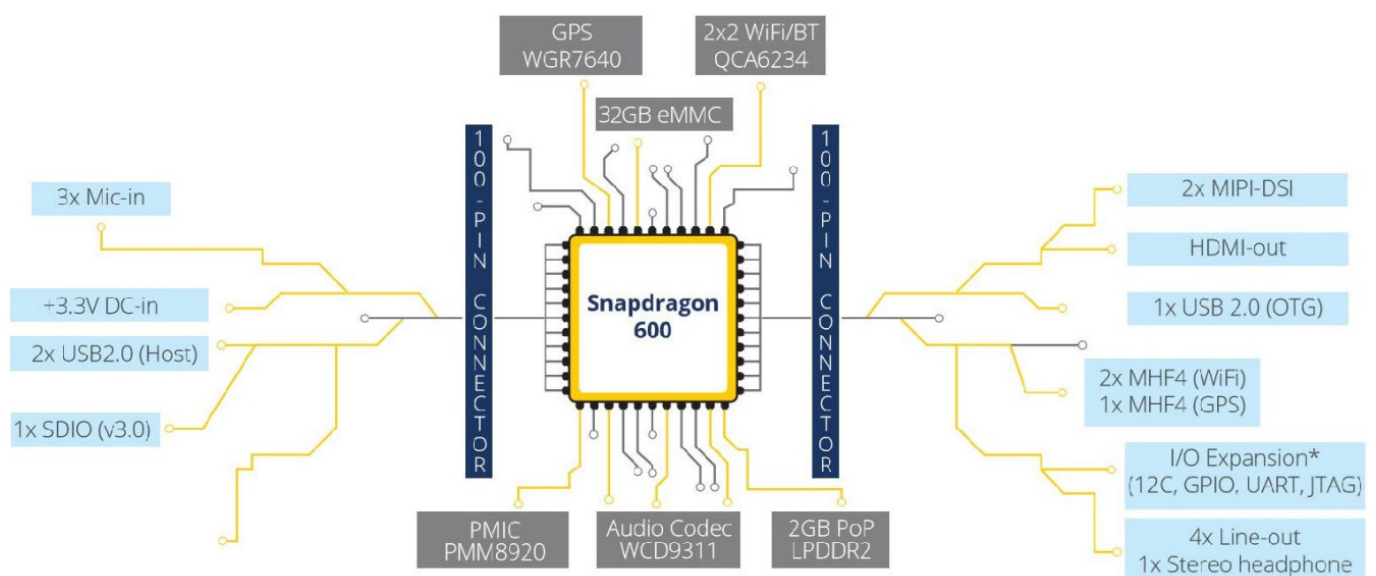 GPS
WGR7640
2x2 WiFi/BT
QCA6234
32GB eMMC
100-PIN CONNECTOR
100-PIN CONNECTOR
3x Mic-in
+3.3V DC-in
2x USB2.0 (Host)
1x SDIO (v3.0)
Snapdragon
600
2x MIPI-DSI
HDMI-out
1x USB 2.0 (OTG)
2x MHF4 (WiFi)
1x MHF4 (GPS)
I/O Expansion*
(12C, GPIO, UART, JTAG)
4x Line-out
1x Stereo headphone
PMIC
PMM8920
Audio Codec
WCD9311
2GB PoP
LPDDR2